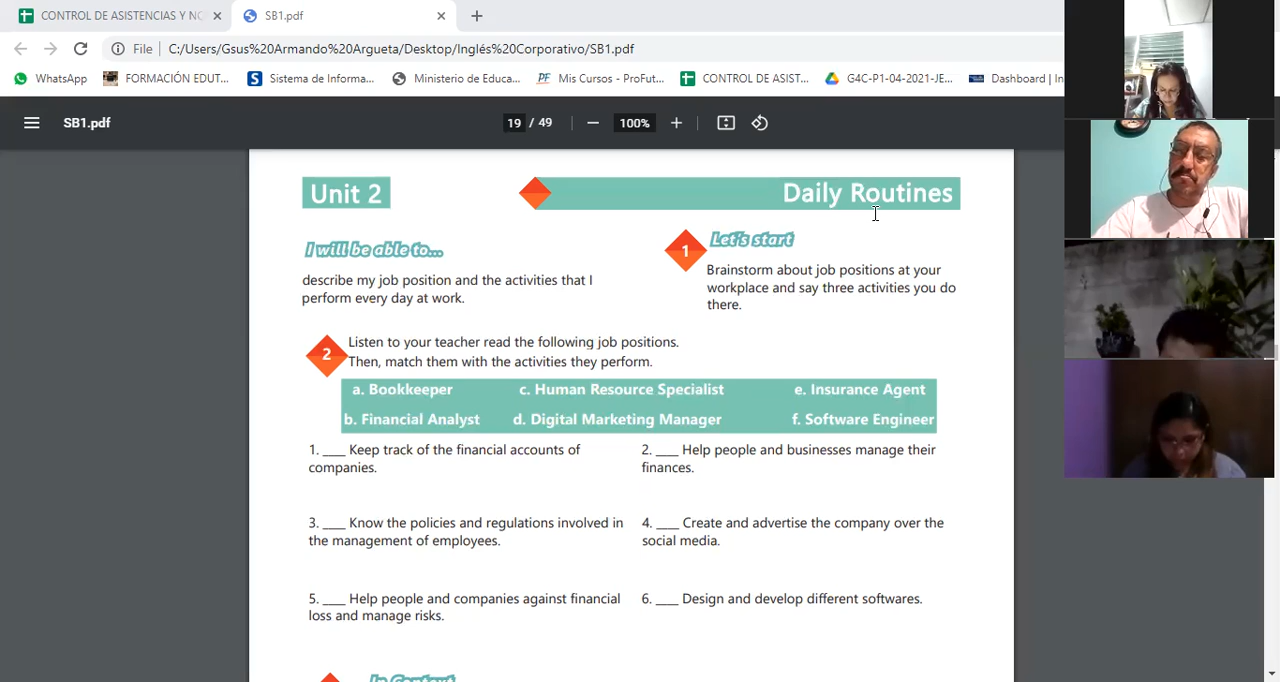 CONTROL DE ASISTENCIAS Y NO
SB1.pdf
File
C:/Users/Gsus%20Armando%20Argueta/Desktop/Inglés%20Corporativo/SB1.pdf
WhatsApp
FORMACIÓN EDUT...
Sistema de Informa...
Ministerio de Educa...
Mis Cursos - ProFut...
CONTROL DE ASIST...
G4C-P1-04-2021-JE...
Dashboard | In
SB1.pdf
19 / 49
100%
Unit 2
Daily Routines
I will be able to...
describe my job position and the activities that I
perform every day at work.
1
Let's start
Brainstorm about job positions at your
workplace and say three activities you do
there.
2
Listen to your teacher read the following job positions.
Then, match them with the activities they perform.
a. Bookkeeper
c. Human Resource Specialist
e. Insurance Agent
b. Financial Analyst
d. Digital Marketing Manager
f. Software Engineer
1. ___ Keep track of the financial accounts of
companies.
2. ___ Help people and businesses manage their
finances.
3. ___ Know the policies and regulations involved in
the management of employees.
4. ___ Create and advertise the company over the
social media.
5. ___ Help people and companies against financial
loss and manage risks.
6. ___ Design and develop different softwares.
In Context